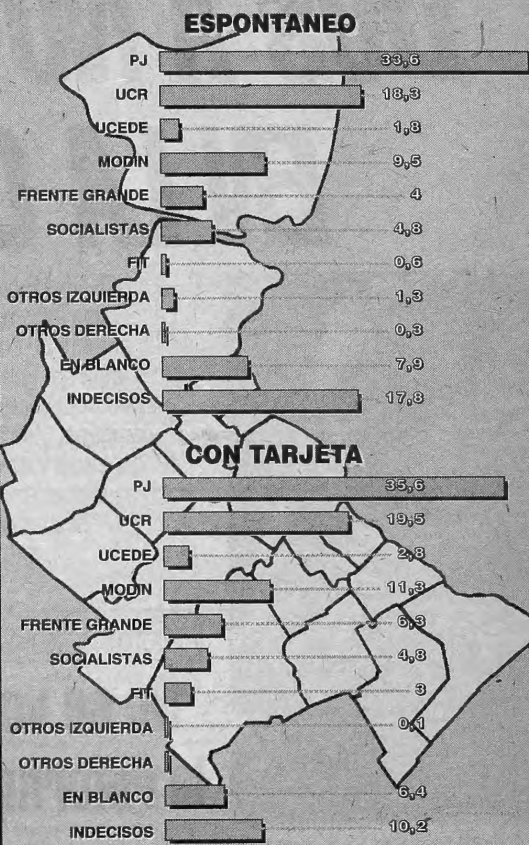 ESPONTANEO
PJ 33,6
UCR 18,3
UCEDE 1,8
MODIN 9,5
FRENTE GRANDE 4
SOCIALISTAS 4,8
FIT 0,6
OTROS IZQUIERDA 1,3
OTROS DERECHA 0,3
EN BLANCO 7,9
INDECISOS 17,8
CON TARJETA
PJ 35,6
UCR 19,5
UCEDE 2,8
MODIN 11,3
FRENTE GRANDE 6,3
SOCIALISTAS 4,8
FIT 3
OTROS IZQUIERDA 0,1
OTROS DERECHA
EN BLANCO 6,4
INDECISOS 10,2